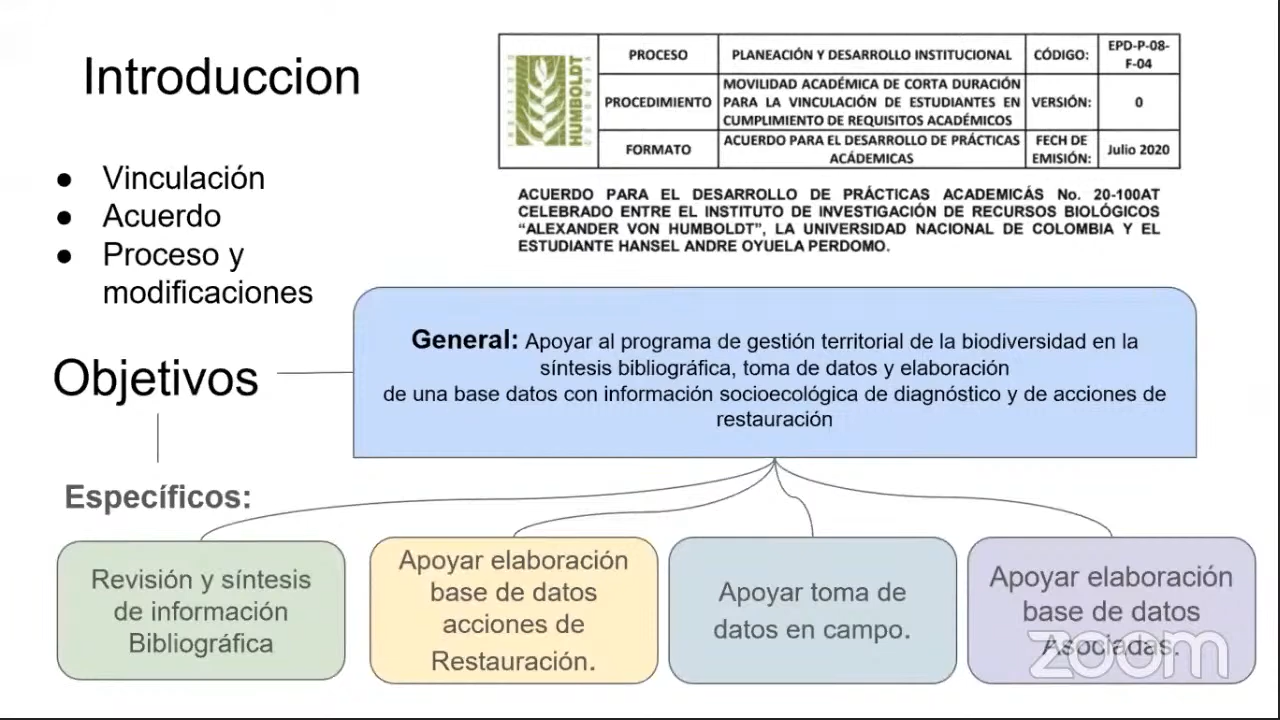 Introduccion
● Vinculación
● Acuerdo
● Proceso y
modificaciones
HUMBOLDT
PROCESO PLANEACIÓN Y DESARROLLO INSTITUCIONAL CÓDIGO: EPD-P-08-
F-04
PROCEDIMIENTO MOVILIDAD ACADÉMICA DE CORTA DURACIÓN
PARA LA VINCULACIÓN DE ESTUDIANTES EN
CUMPLIMIENTO DE REQUISITOS ACADÉMICOS
VERSIÓN: 0
FORMATO ACUERDO PARA EL DESARROLLO DE PRÁCTICAS
ACÁDEMICAS
FECH DE
EMISIÓN:
Julio 2020
ACUERDO PARA EL DESARROLLO DE PRÁCTICAS ACADEMICÁS No. 20-100AT
CELEBRADO ENTRE EL INSTITUTO DE INVESTIGACIÓN DE RECURSOS BIOLÓGICOS
“ALEXANDER VON HUMBOLDT”, LA UNIVERSIDAD NACIONAL DE COLOMBIA Y EL
ESTUDIANTE HANSEL ANDRE OYUELA PERDOMO.
Objetivos
General: Apoyar al programa de gestión territorial de la biodiversidad en la
síntesis bibliográfica, toma de datos y elaboración
de una base datos con información socioecológica de diagnóstico y de acciones de
restauración
Específicos:
Revisión y síntesis
de información
Bibliográfica
Apoyar elaboración
base de datos
acciones de
Restauración.
Apoyar toma de
datos en campo.
Apoyar elaboración
base de datos
Asociadas.
zoom